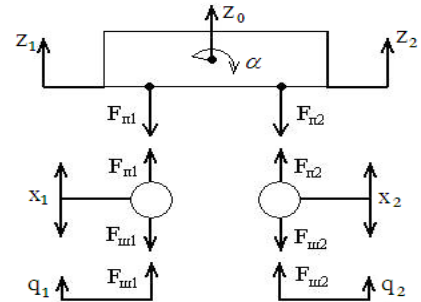 Z₀
Z₁ Z₂
α
Fп1 Fп2
Fп1 Fп2
x₁ x₂
Fш1 Fш2
q₁ Fш1 Fш2 q₂